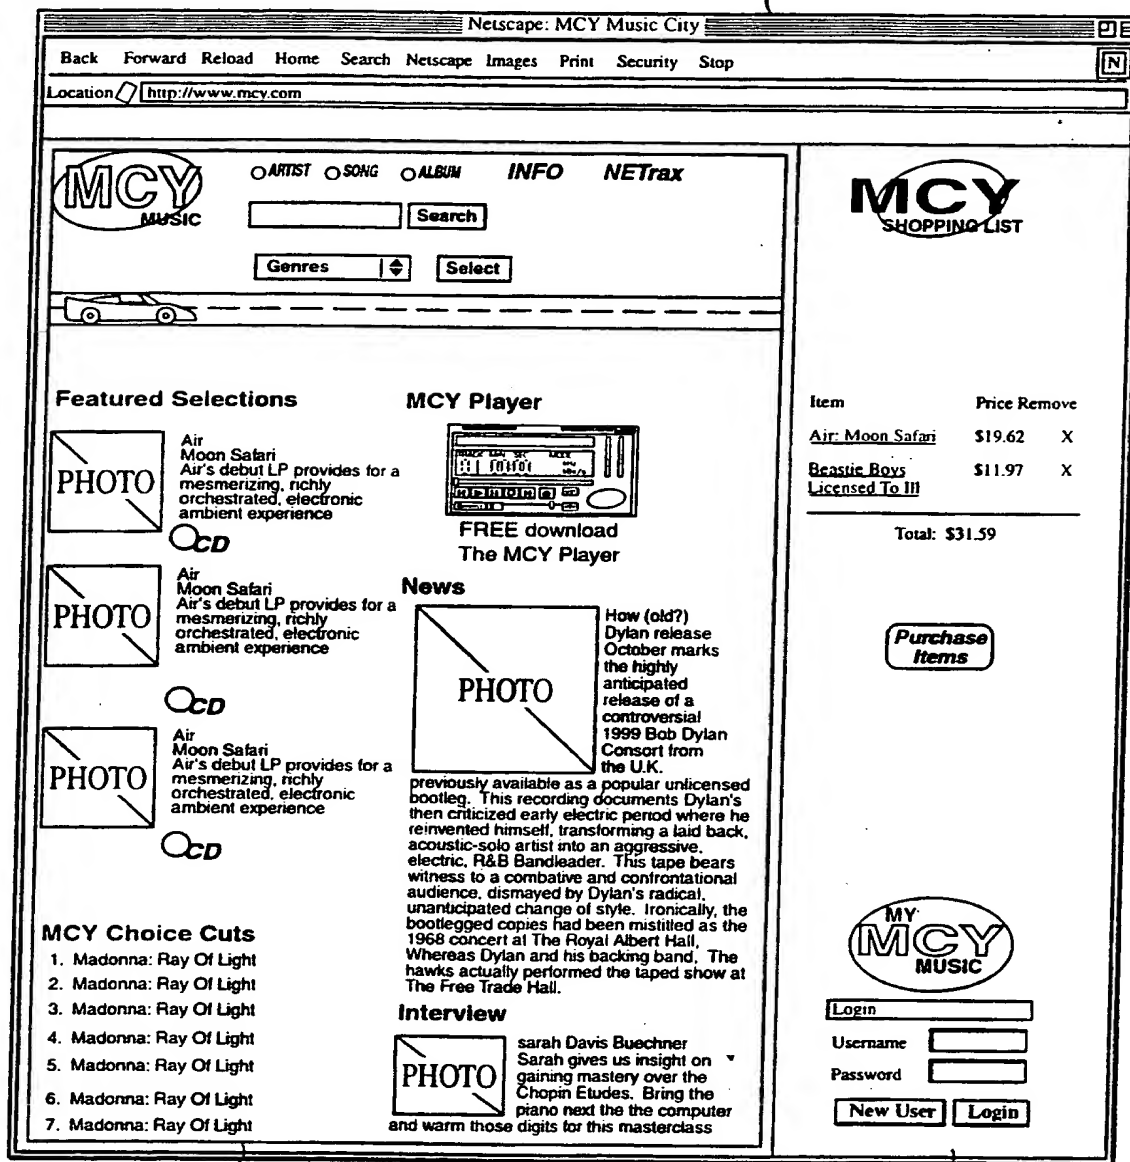 Netscape: MCY Music City
Back Forward Reload Home Search Netscape Images Print Security Stop
N
Location http://www.mcy.com
MCY
MUSIC
ARTIST SONG ALBUM INFO NETrax
Search
Genres Select
Featured Selections
PHOTO
Air
Moon Safari
Air's debut LP provides for a
mesmerizing, richly
orchestrated, electronic
ambient experience
CD
PHOTO
Air
Moon Safari
Air's debut LP provides for a
mesmerizing, richly
orchestrated, electronic
ambient experience
CD
PHOTO
Air
Moon Safari
Air's debut LP provides for a
mesmerizing, richly
orchestrated, electronic
ambient experience
CD
MCY Choice Cuts
1. Madonna: Ray Of Light
2. Madonna: Ray Of Light
3. Madonna: Ray Of Light
4. Madonna: Ray Of Light
5. Madonna: Ray Of Light
6. Madonna: Ray Of Light
7. Madonna: Ray Of Light
MCY Player
TRACK MIN SEC MODE
FREE download
The MCY Player
News
PHOTO
How (old?)
Dylan release
October marks
the highly
anticipated
release of a
controversial
1999 Bob Dylan
Consort from
the U.K.
previously available as a popular unlicensed
bootleg. This recording documents Dylan's
then criticized early electric period where he
reinvented himself, transforming a laid back,
acoustic-solo artist into an aggressive,
electric, R&B Bandleader. This tape bears
witness to a combative and confrontational
audience, dismayed by Dylan's radical,
unanticipated change of style. Ironically, the
bootlegged copies had been mistitled as the
1968 concert at The Royal Albert Hall,
Whereas Dylan and his backing band, The
hawks actually performed the taped show at
The Free Trade Hall.
Interview
PHOTO
sarah Davis Buechner
Sarah gives us insight on
gaining mastery over the
Chopin Etudes. Bring the
piano next the the computer
and warm those digits for this masterclass
MCY
SHOPPING LIST
Item Price Remove
Air: Moon Safari $19.62 X
Beastie Boys $11.97 X
Licensed To Ill
Total: $31.59
Purchase
Items
MY
MCY
MUSIC
Login
Username
Password
New User Login